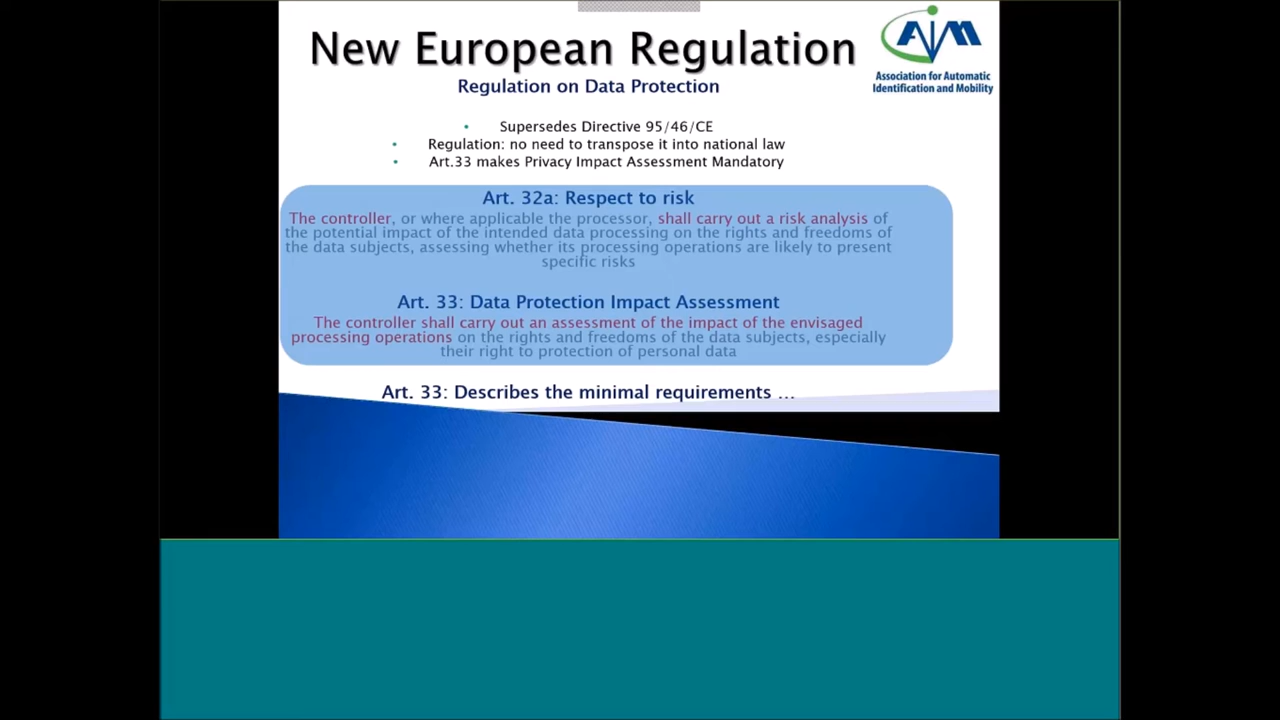 New European Regulation
AIM
Association for Automatic
Identification and Mobility
Regulation on Data Protection
• Supersedes Directive 95/46/CE
• Regulation: no need to transpose it into national law
• Art.33 makes Privacy Impact Assessment Mandatory
Art. 32a: Respect to risk
The controller, or where applicable the processor, shall carry out a risk analysis of
the potential impact of the intended data processing on the rights and freedoms of
the data subjects, assessing whether its processing operations are likely to present
specific risks
Art. 33: Data Protection Impact Assessment
The controller shall carry out an assessment of the impact of the envisaged
processing operations on the rights and freedoms of the data subjects, especially
their right to protection of personal data
Art. 33: Describes the minimal requirements …